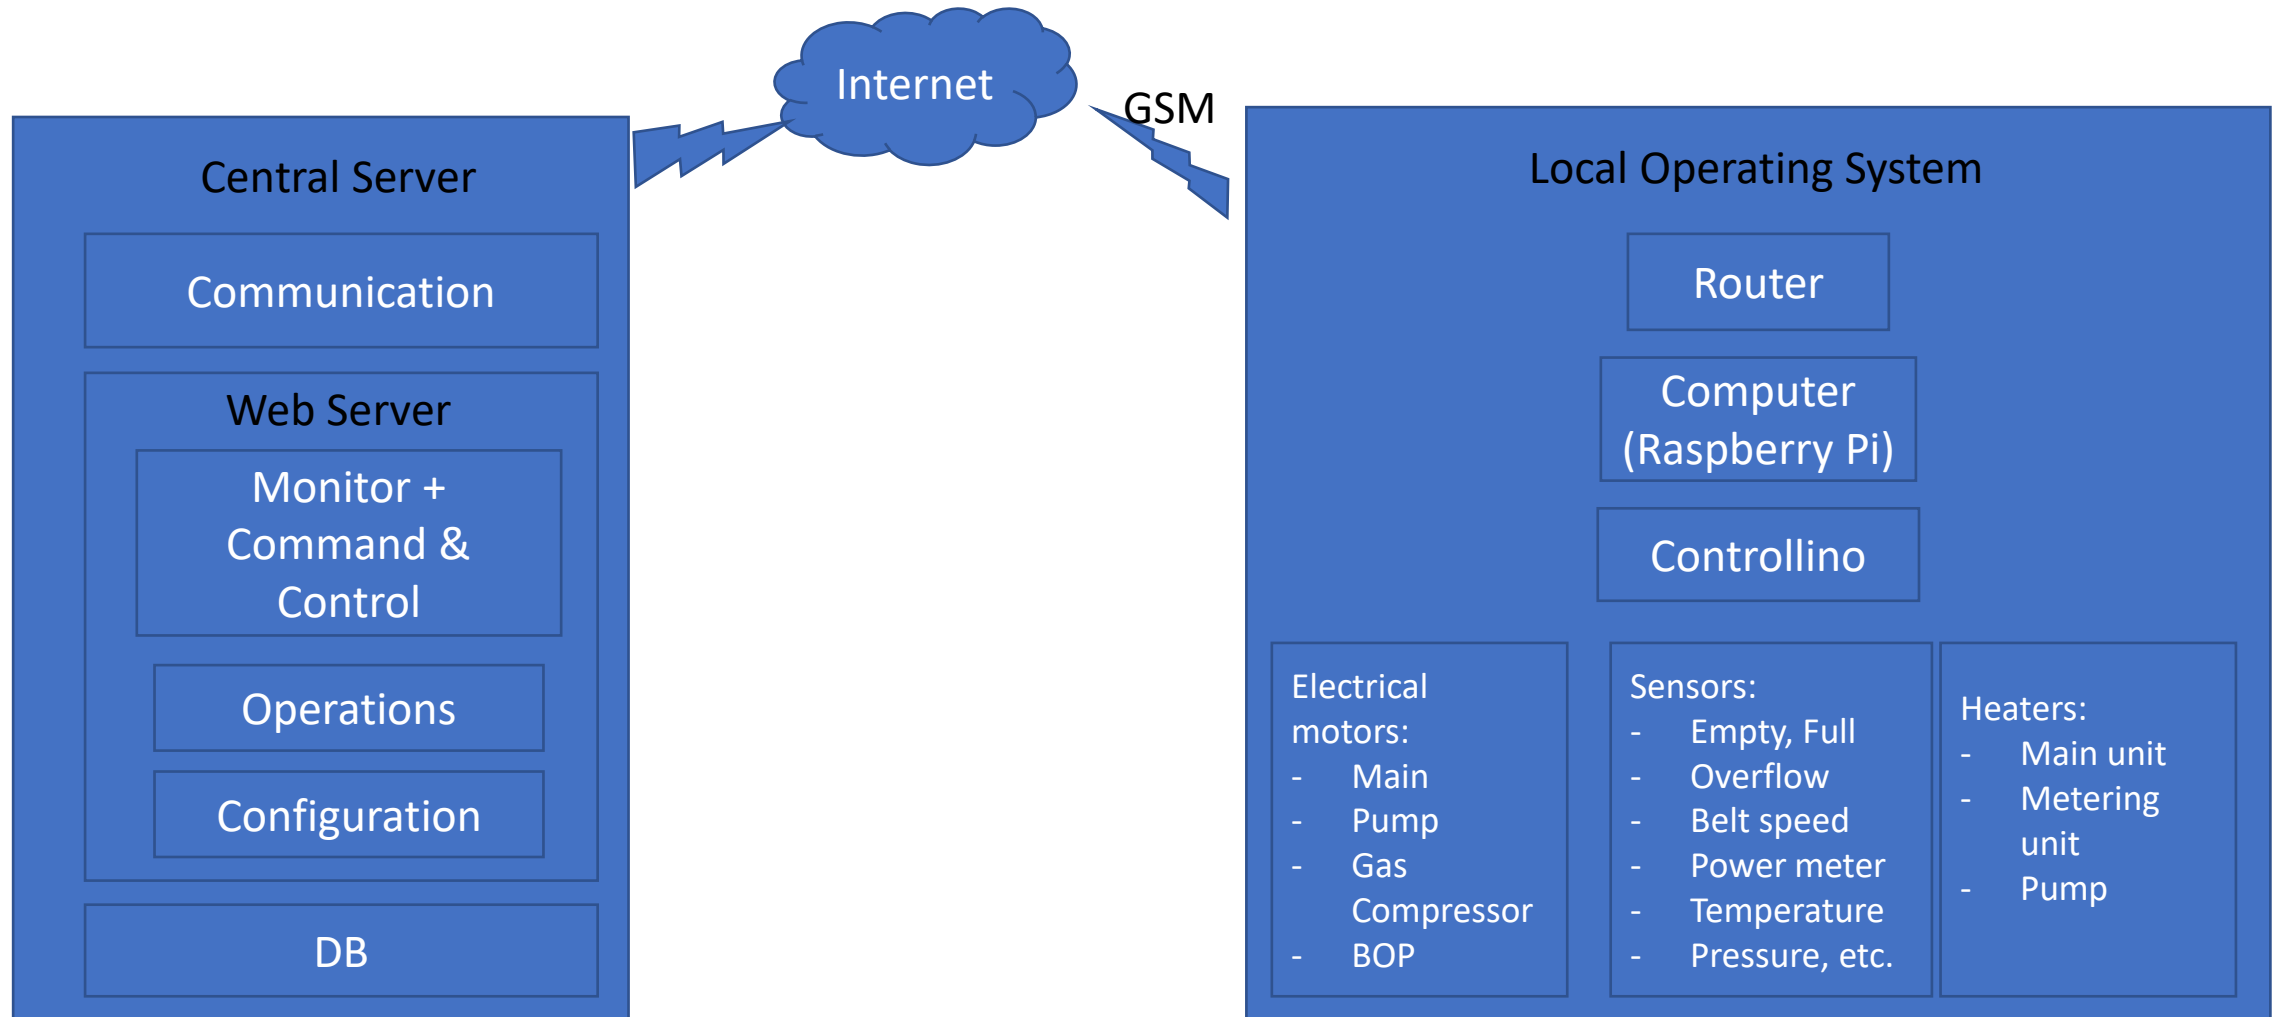 Internet
GSM
Central Server
Communication
Web Server
Monitor +
Command &
Control
Operations
Configuration
DB
Local Operating System
Router
Computer
(Raspberry Pi)
Controllino
Electrical
motors:
- Main
- Pump
- Gas
Compressor
- BOP
Sensors:
- Empty, Full
- Overflow
- Belt speed
- Power meter
- Temperature
- Pressure, etc.
Heaters:
- Main unit
- Metering
unit
- Pump